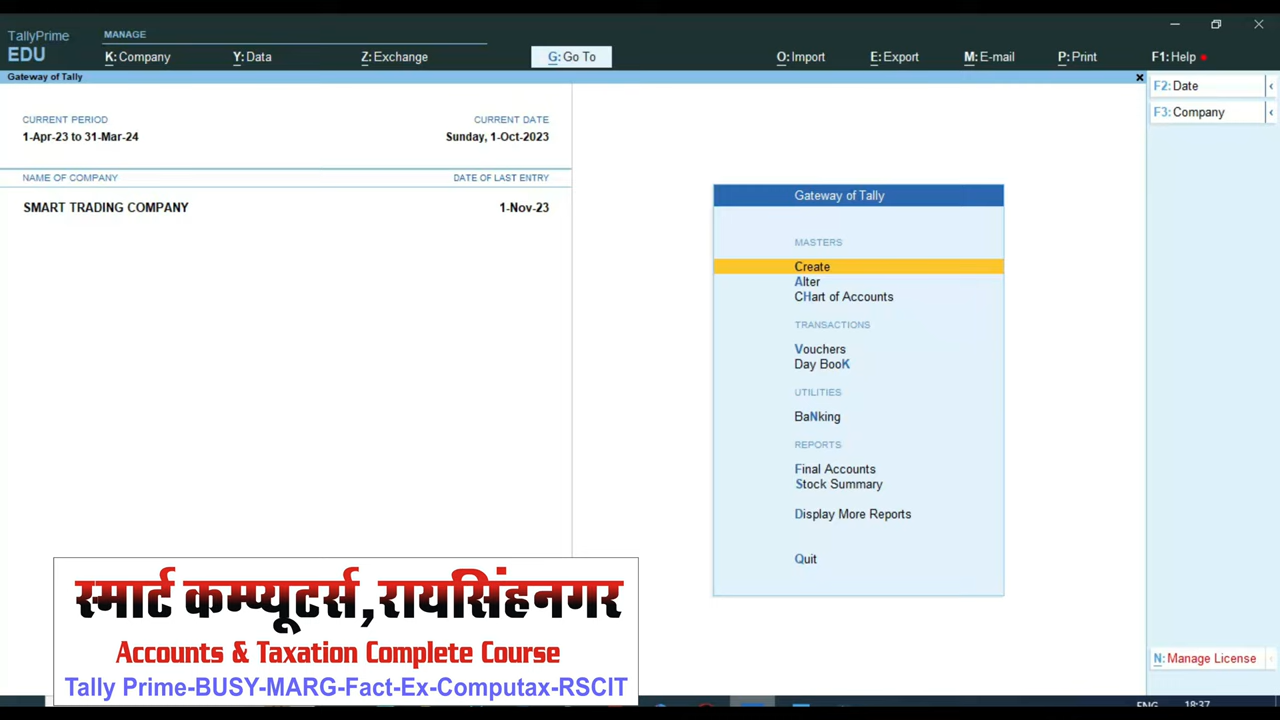 TallyPrime
EDU
MANAGE
K: Company
Y: Data
Z: Exchange
G: Go To
O: Import
E: Export
M: E-mail
P: Print
F1: Help
Gateway of Tally
F2: Date
F3: Company
CURRENT PERIOD
CURRENT DATE
1-Apr-23 to 31-Mar-24
Sunday, 1-Oct-2023
NAME OF COMPANY
DATE OF LAST ENTRY
SMART TRADING COMPANY
1-Nov-23
Gateway of Tally
MASTERS
Create
Alter
CHart of Accounts
TRANSACTIONS
Vouchers
Day BooK
UTILITIES
BaNking
REPORTS
Final Accounts
Stock Summary
Display More Reports
Quit
N: Manage License
स्मार्ट कम्प्यूटर्स,रायसिंहनगर
Accounts & Taxation Complete Course
Tally Prime-BUSY-MARG-Fact-Ex-Computax-RSCIT
ENG
18:37